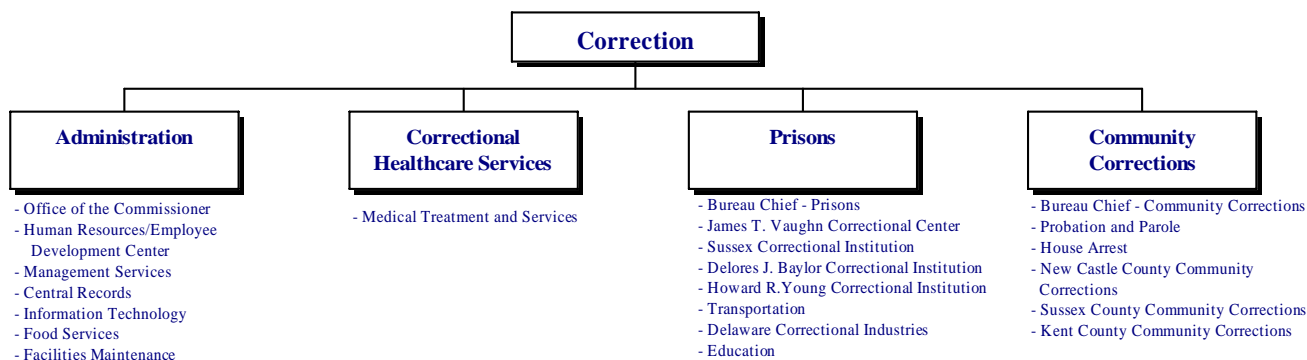 Correction
Administration
- Office of the Commissioner
- Human Resources/Employee
Development Center
- Management Services
- Central Records
- Information Technology
- Food Services
- Facilities Maintenance
Correctional
Healthcare Services
- Medical Treatment and Services
Prisons
- Bureau Chief - Prisons
- James T. Vaughn Correctional Center
- Sussex Correctional Institution
- Delores J. Baylor Correctional Institution
- Howard R.Young Correctional Institution
- Transportation
- Delaware Correctional Industries
- Education
Community
Corrections
- Bureau Chief - Community Corrections
- Probation and Parole
- House Arrest
- New Castle County Community
Corrections
- Sussex County Community Corrections
- Kent County Community Corrections